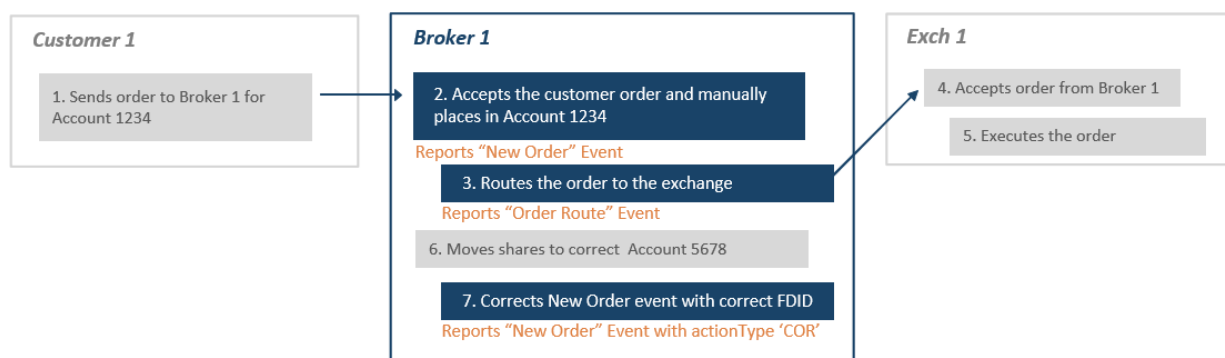 Customer 1
1. Sends order to Broker 1 for
Account 1234
Broker 1
2. Accepts the customer order and manually
places in Account 1234
Reports “New Order” Event
3. Routes the order to the exchange
Reports “Order Route” Event
6. Moves shares to correct Account 5678
7. Corrects New Order event with correct FDID
Reports “New Order” Event with actionType ‘COR’
Exch 1
4. Accepts order from Broker 1
5. Executes the order